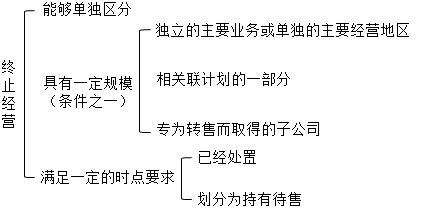 终止经营
能够单独区分
具有一定规模
（条件之一）
独立的主要业务或单独的主要经营地区
相关联计划的一部分
专为转售而取得的子公司
满足一定的时点要求
已经处置
划分为持有待售